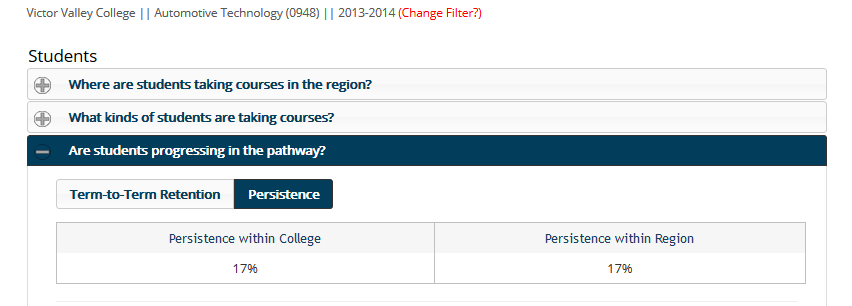 Victor Valley College || Automotive Technology (0948) || 2013-2014 (Change Filter?)
Students
Where are students taking courses in the region?
What kinds of students are taking courses?
Are students progressing in the pathway?
Term-to-Term Retention Persistence
Persistence within College Persistence within Region
17% 17%